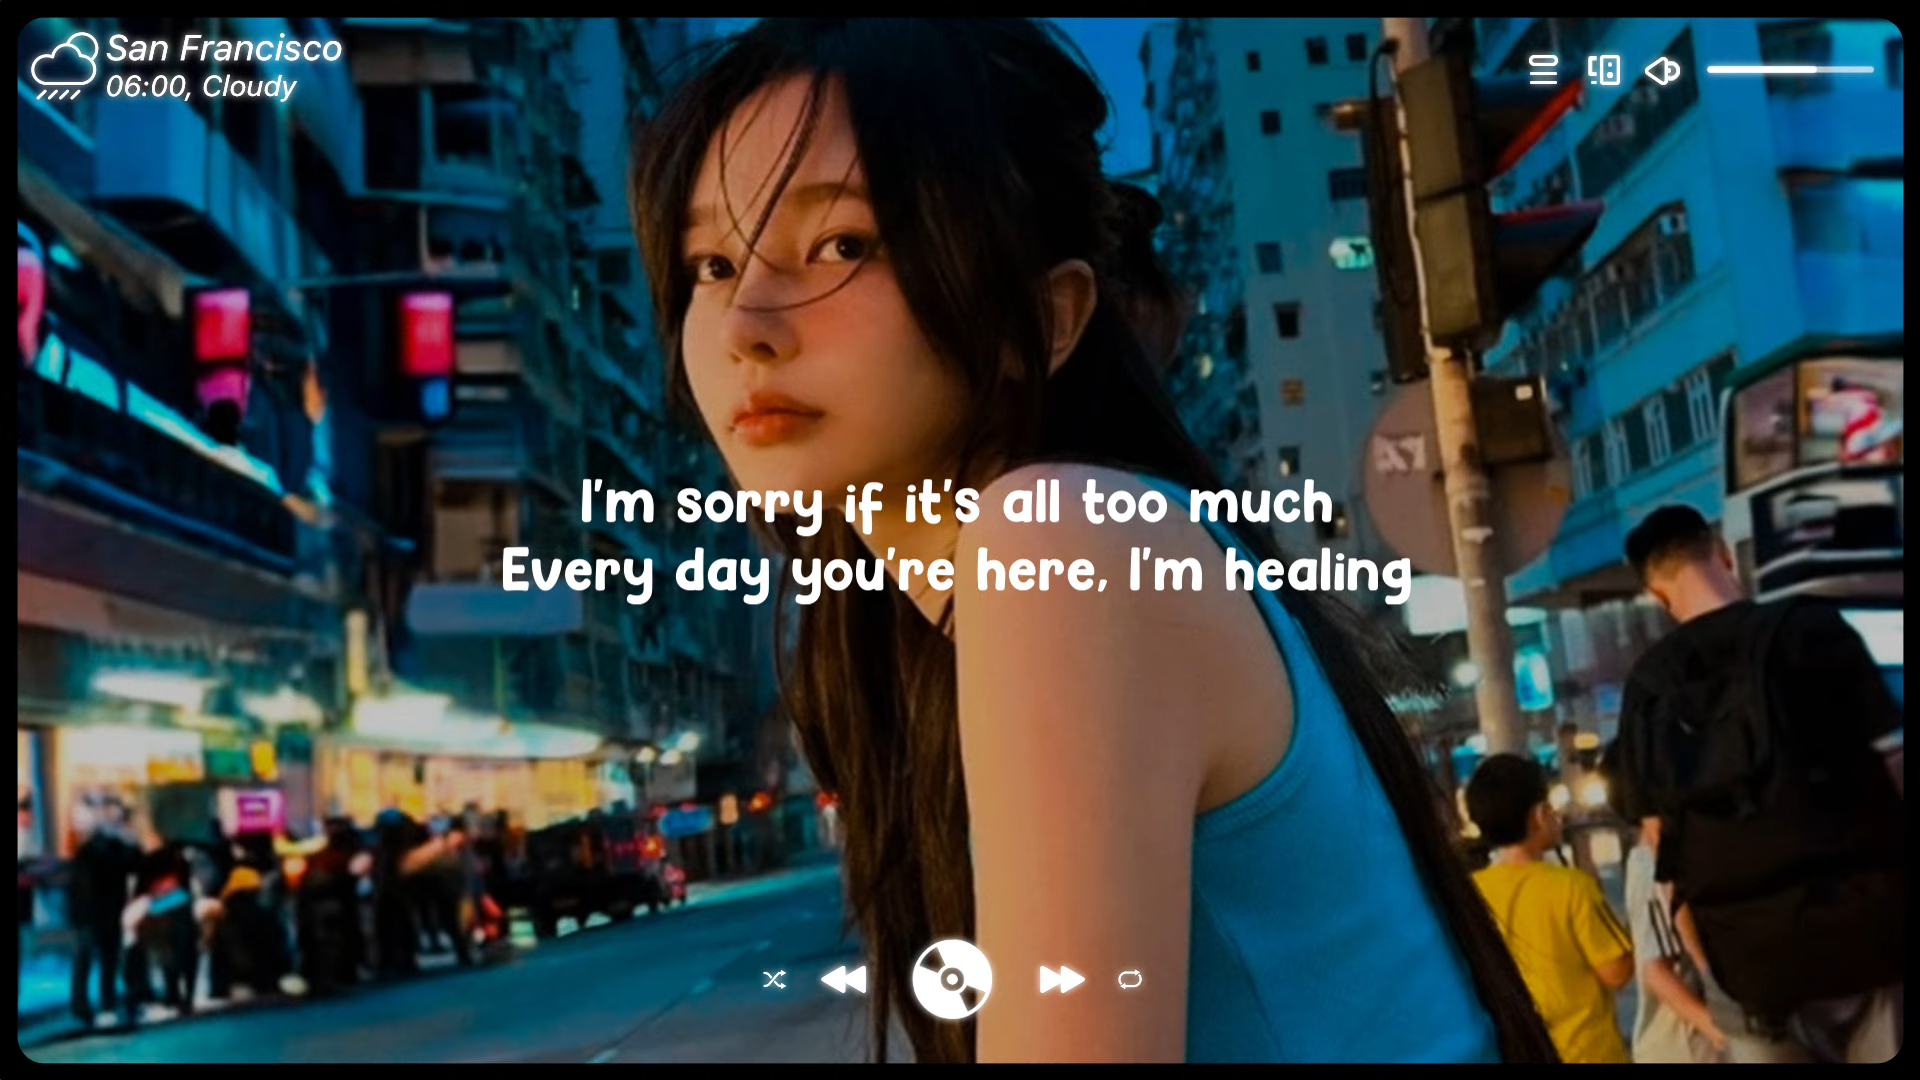 San Francisco
06:00, Cloudy
I'm sorry if it's all too much
Every day you're here, I'm healing